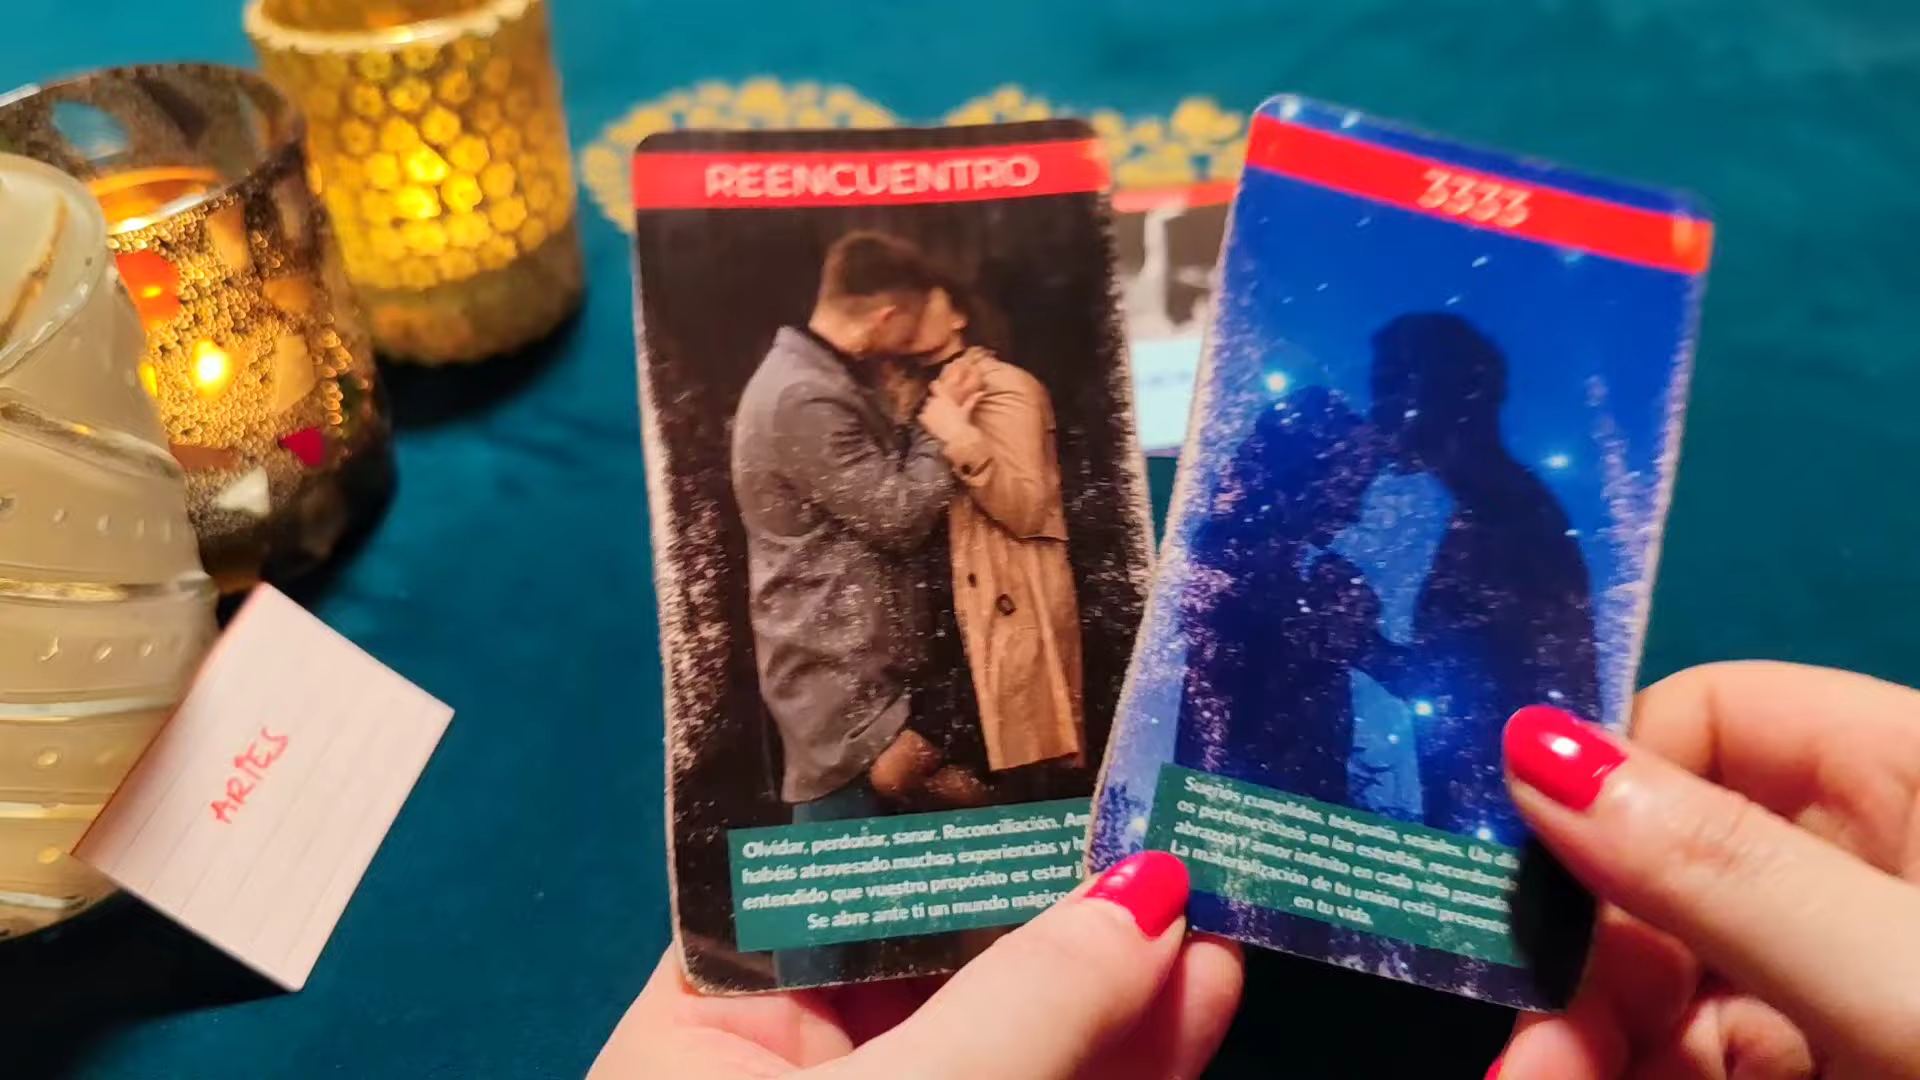 REENCUENTRO
3333
ARIES
Olvidar, perdonar, sanar. Reconciliación.
habéis atravesado muchas experiencias y
entendido que vuestro propósito es estar
Se abre ante ti un mundo mágico
Sueños cumplidos, telepatía, señales. Un
os pertenecisteis en las estrellas,
abrazos y amor infinito en cada vida pasada.
La materialización de tu unión está presente
en tu vida.